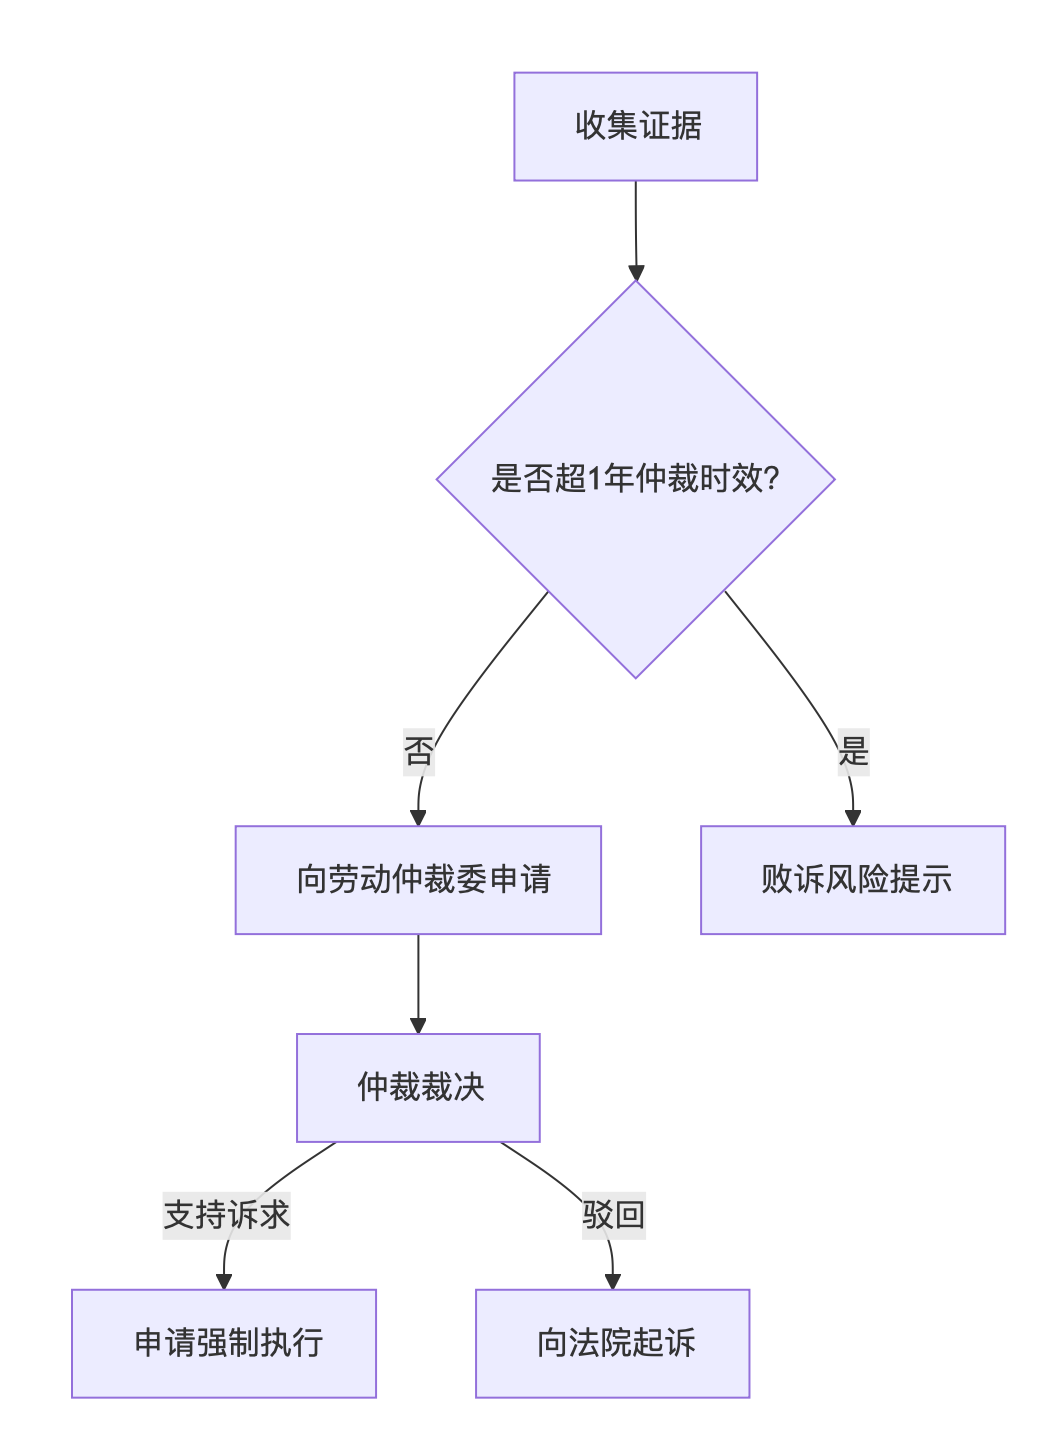 收集证据
是否超1年仲裁时效?
否
是
向劳动仲裁委申请
败诉风险提示
仲裁裁决
支持诉求
驳回
申请强制执行
向法院起诉